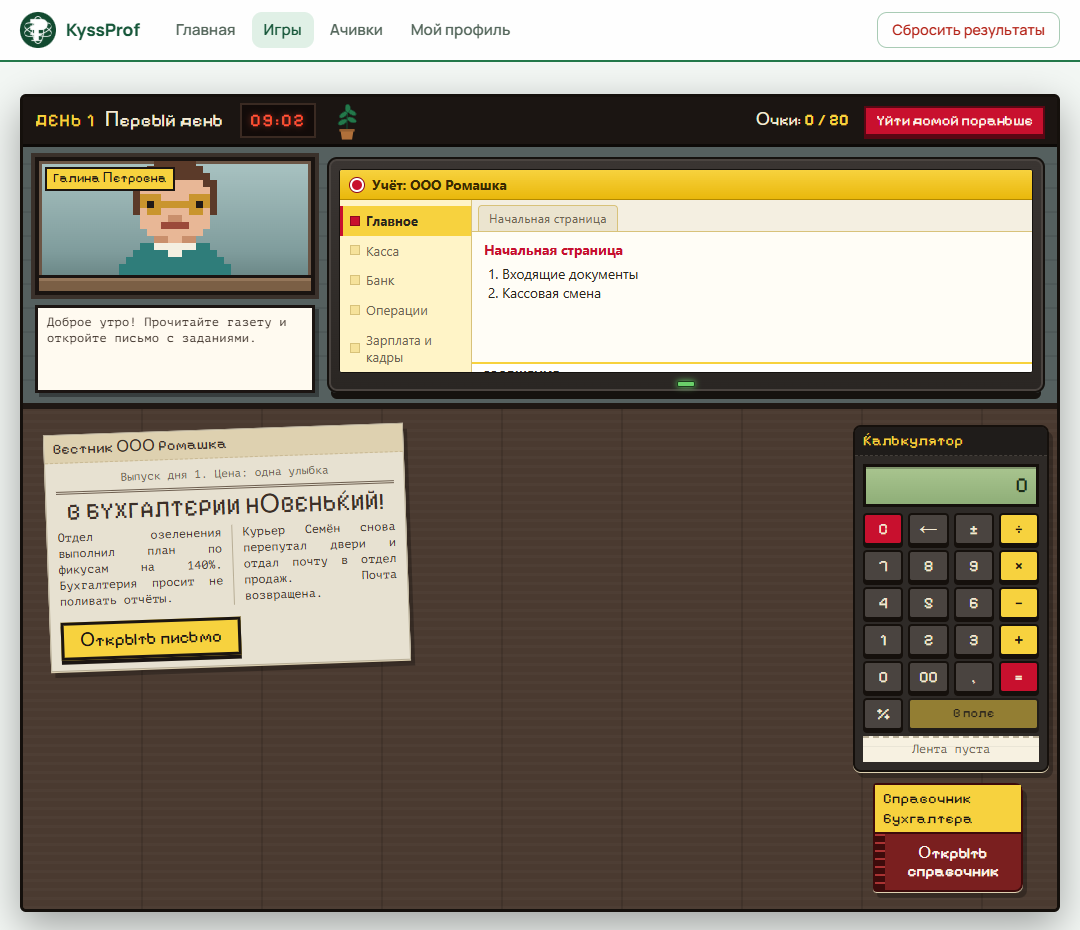 KyssProf
Главная
Игры
Ачивки
Мой профиль
Сбросить результаты
ДЕНЬ 1 Первый день
09:02
Очки: 0 / 80
Уйти домой пораньше
Галина Петровна
Доброе утро! Прочитайте газету и
откройте письмо с заданиями.
Учёт: ООО Ромашка
Главное
Касса
Банк
Операции
Зарплата и
кадры
Начальная страница
Начальная страница
1. Входящие документы
2. Кассовая смена
Вестник ООО Ромашка
Выпуск дня 1. Цена: одна улыбка
В БУХГАЛТЕРИИ НОВЕНЬКИЙ!
Отдел озеленения
выполнил план по
фикусам на 140%.
Бухгалтерия просит не
поливать отчёты.
Курьер Семён снова
перепутал двери и
отдал почту в отдел
продаж. Почта
возвращена.
Открыть письмо
Калькулятор
0
0 ← ± ÷
7 8 9 ×
4 5 6 −
1 2 3 +
0 00 , =
% В поле
Лента пуста
Справочник
бухгалтера
Открыть
справочник